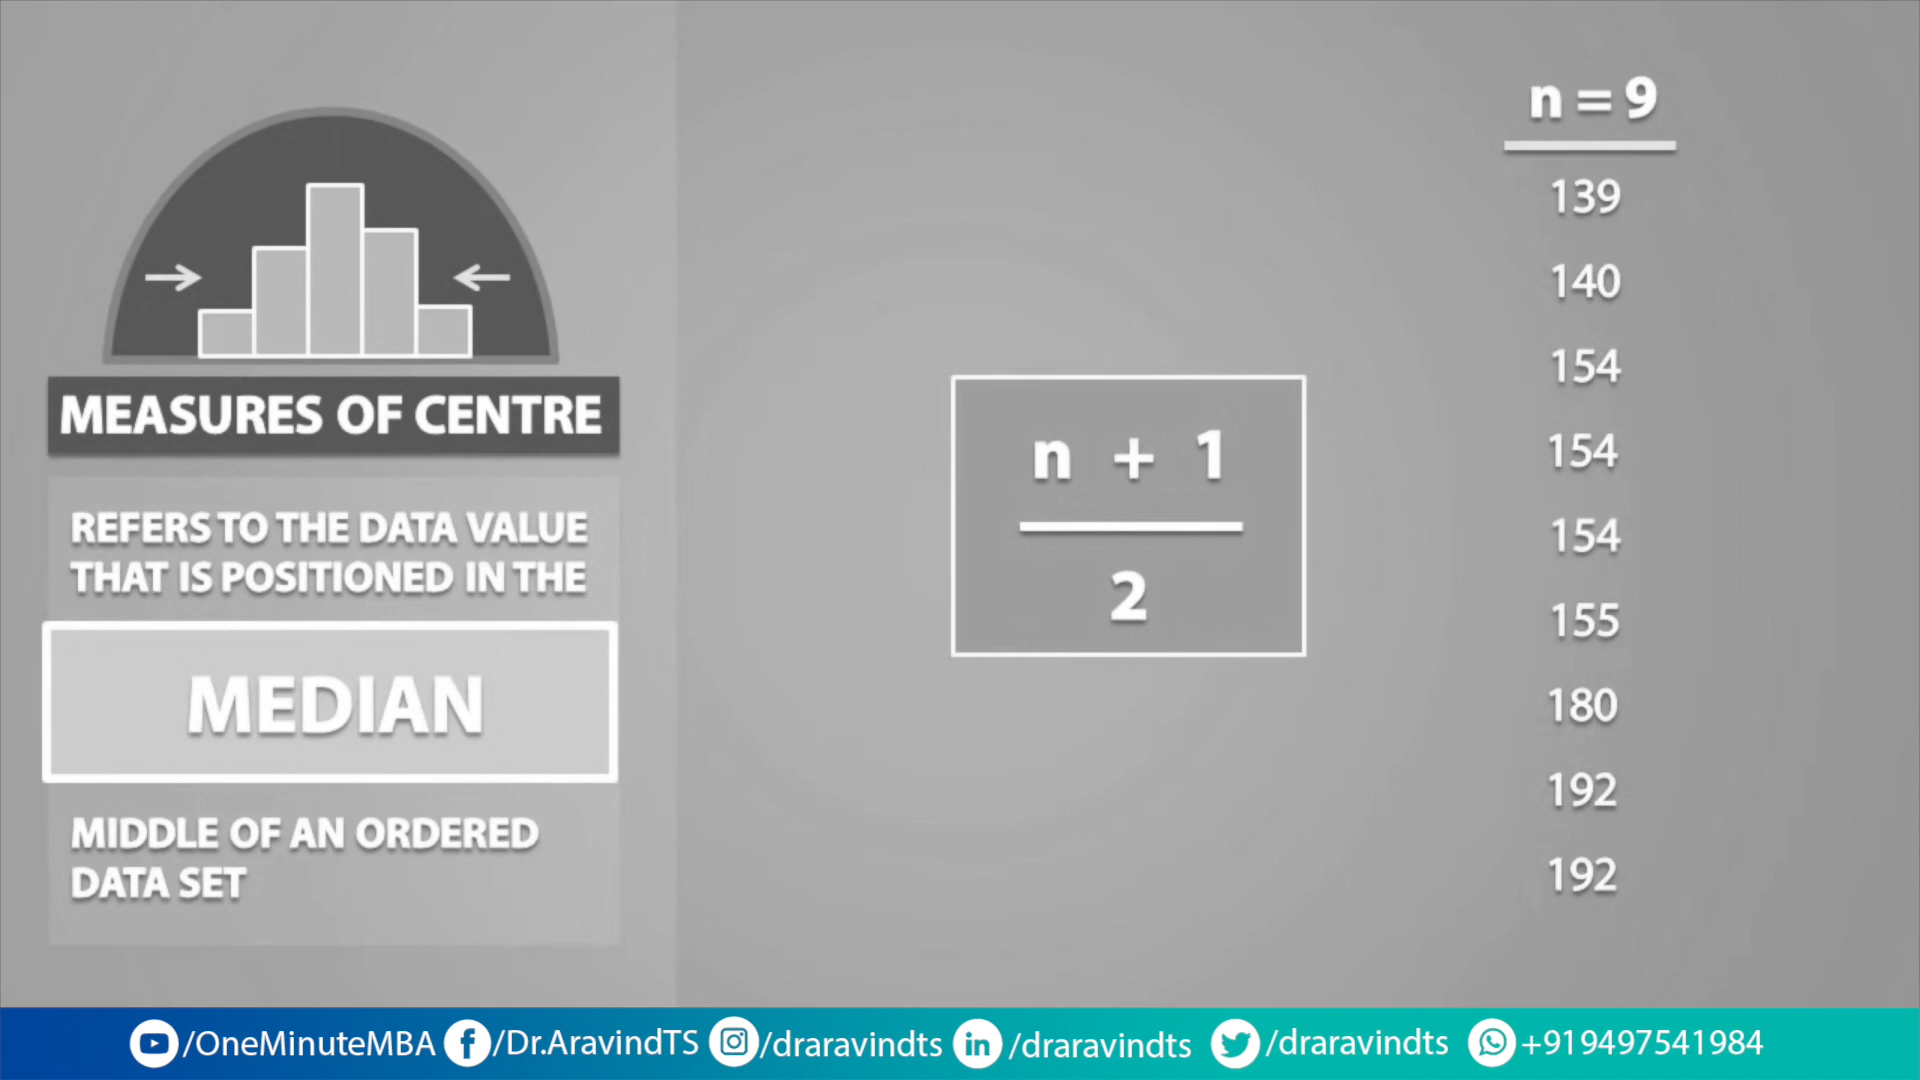 MEASURES OF CENTRE
REFERS TO THE DATA VALUE
THAT IS POSITIONED IN THE
MEDIAN
MIDDLE OF AN ORDERED
DATA SET
n + 1
2
n = 9
139
140
154
154
154
155
180
192
192
/OneMinuteMBA /Dr.AravindTS /draravindts /draravindts /draravindts +919497541984